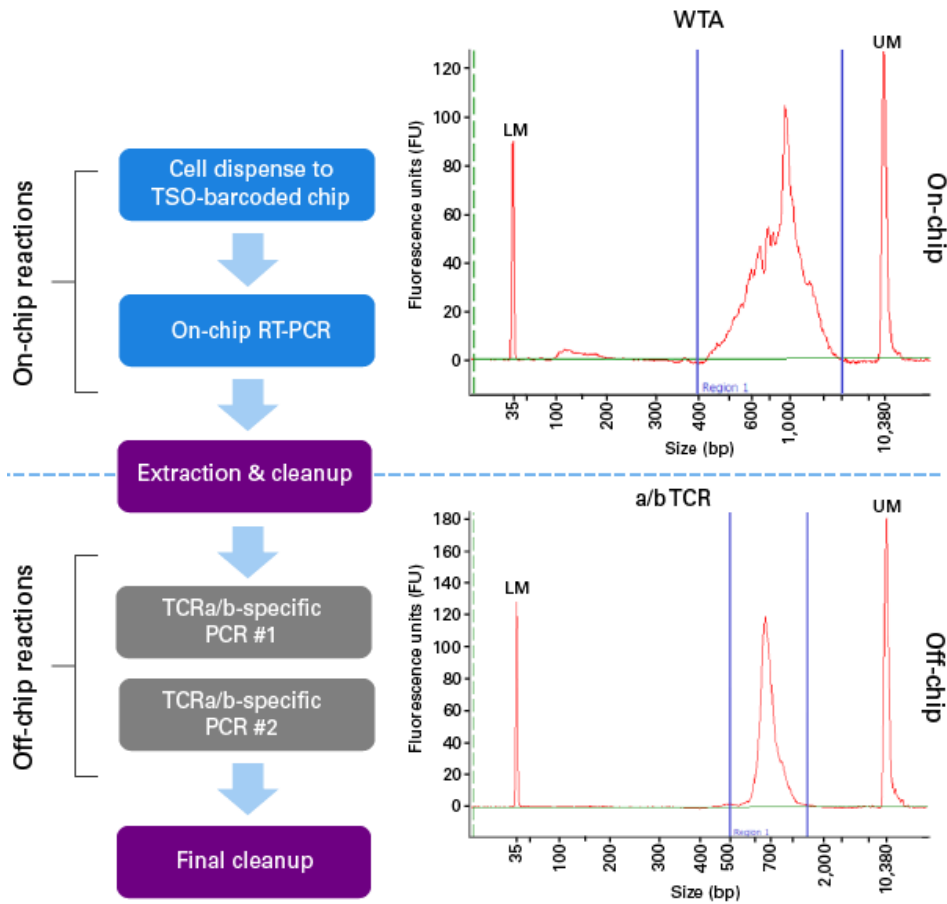 On-chip reactions
Cell dispense to
TSO-barcoded chip
On-chip RT-PCR
Extraction & cleanup
Off-chip reactions
TCRa/b-specific
PCR #1
TCRa/b-specific
PCR #2
Final cleanup
WTA
Fluorescence units (FU)
120
100
80
60
40
20
0
LM
UM
Region 1
35
100
200
300
400
600
1,000
10,380
Size (bp)
On-chip
a/b TCR
Fluorescence units (FU)
180
160
140
120
100
80
60
40
20
0
LM
UM
Region 1
35
100
200
300
400
500
700
2,000
10,380
Size (bp)
Off-chip